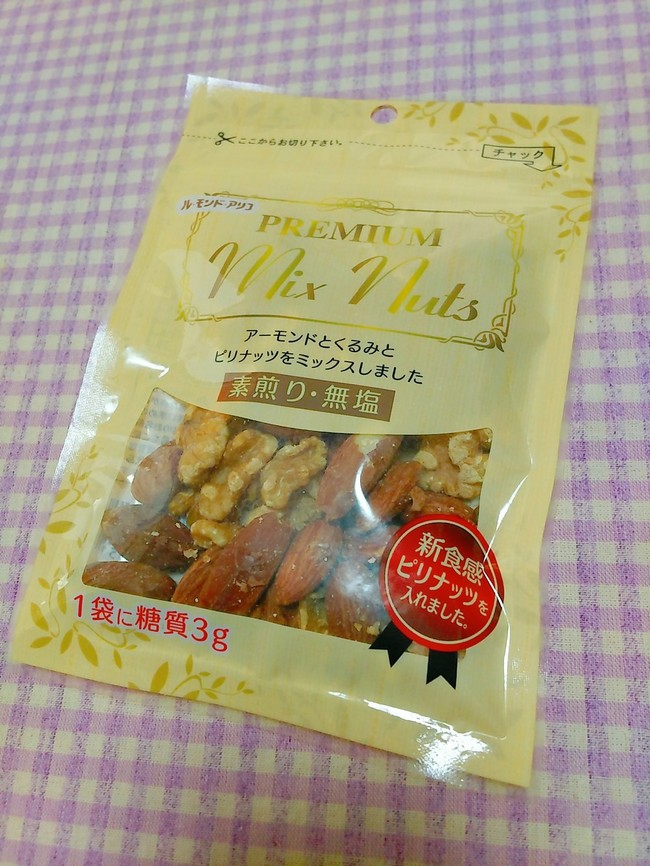 ここからお切り下さい。
チャック
ル・モンド・アリコ
PREMIUM
Mix Nuts
アーモンドとくるみと
ピリナッツをミックスしました
素煎り・無塩
新食感
ピリナッツを
入れました。
1袋に糖質3g